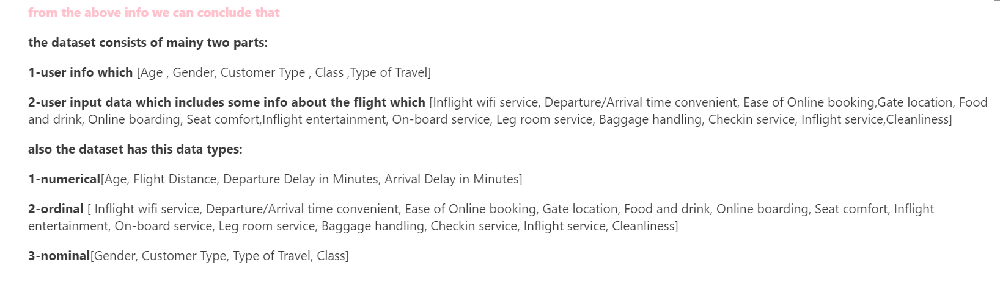 from the above info we can conclude that
the dataset consists of mainy two parts:
1-user info which [Age , Gender, Customer Type , Class ,Type of Travel]
2-user input data which includes some info about the flight which [Inflight wifi service, Departure/Arrival time convenient, Ease of Online booking,Gate location, Food
and drink, Online boarding, Seat comfort,Inflight entertainment, On-board service, Leg room service, Baggage handling, Checkin service, Inflight service,Cleanliness]
also the dataset has this data types:
1-numerical[Age, Flight Distance, Departure Delay in Minutes, Arrival Delay in Minutes]
2-ordinal [ Inflight wifi service, Departure/Arrival time convenient, Ease of Online booking, Gate location, Food and drink, Online boarding, Seat comfort, Inflight
entertainment, On-board service, Leg room service, Baggage handling, Checkin service, Inflight service, Cleanliness]
3-nominal[Gender, Customer Type, Type of Travel, Class]